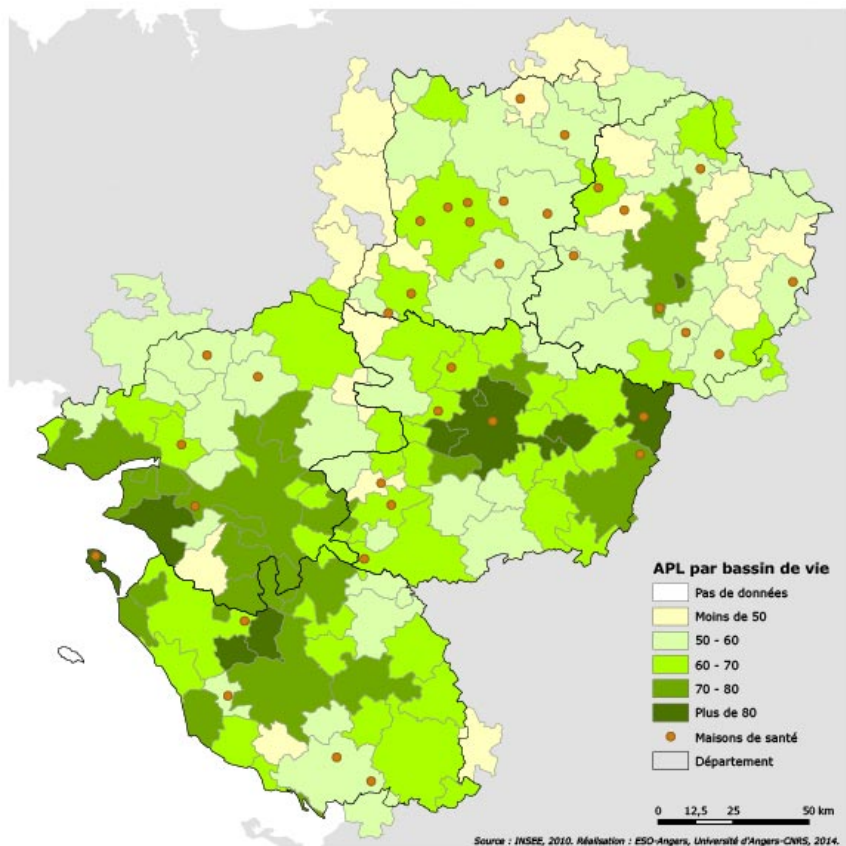 APL par bassin de vie
Pas de données
Moins de 50
50 - 60
60 - 70
70 - 80
Plus de 80
Maisons de santé
Département
0 12,5 25 50 km
Source : INSEE, 2010. Réalisation : ESO-Angers, Université d'Angers-CNRS, 2014.